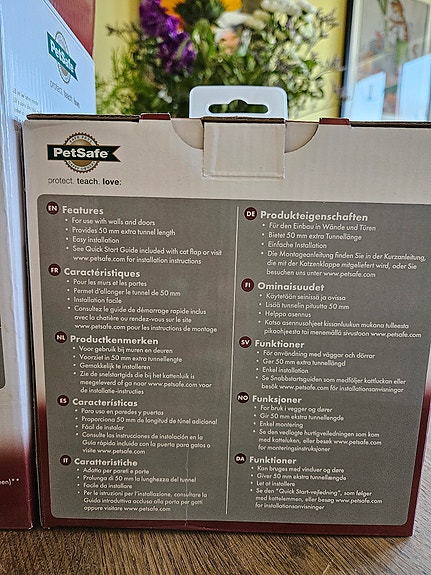 PetSafe
protect. teach. love.
PetSafe
protect. teach. love.
EN Features
• For use with walls and doors
• Provides 50 mm extra tunnel length
• Easy installation
• See Quick Start Guide included with cat flap or visit
www.petsafe.com for installation instructions
FR Caractéristiques
• Pour les murs et les portes
• Permet d'allonger le tunnel de 50 mm
• Installation facile
• Consultez le guide de démarrage rapide inclus
avec la chatière ou rendez-vous sur le site
www.petsafe.com pour les instructions de montage
NL Productkenmerken
• Voor gebruik bij muren en deuren
• Voorziet in 50 mm extra tunnellengte
• Gemakkelijk te installeren
• Zie de snelstartgids die bij het kattenluik is
meegeleverd of ga naar www.petsafe.com voor
de installatie-instructies
ES Características
• Para uso en paredes y puertas
• Proporciona 50 mm de longitud de túnel adicional
• Fácil de instalar
• Consulte las instrucciones de instalación en la
Guía rápida incluida con la puerta para gatos o
visite www.petsafe.com
IT Caratteristiche
• Adatto per pareti e porte
• Prolunga di 50 mm la lunghezza del tunnel
• Facile da installare
• Per le istruzioni per l'installazione, consultare la
Guida introduttiva acclusa alla porta per gatti
oppure visitare www.petsafe.com
DE Produkteigenschaften
• Für den Einbau in Wände und Türen
• Bietet 50 mm extra Tunnellänge
• Einfache Installation
• Die Montageanleitung finden Sie in der Kurzanleitung,
die mit der Katzenklappe mitgeliefert wird, oder Sie
besuchen uns unter www.petsafe.com
FI Ominaisuudet
• Käytetään seinissä ja ovissa
• Lisää tunnelin pituutta 50 mm
• Helppo asennus
• Katso asennusohjeet kissanluukun mukana tulleesta
pikaohjeesta tai menemällä sivustoon www.petsafe.com
SV Funktioner
• För användning med väggar och dörrar
• Ger 50 mm extra tunnellängd
• Enkel installation
• Se Snabbstartsguiden som medföljer kattluckan eller
besök www.petsafe.com för installationsanvisningar
NO Funksjoner
• For bruk i vegger og dører
• Gir 50 mm ekstra tunnellengde
• Enkel montering
• Se den vedlagte hurtigveiledningen som kom
med katteluken, eller besøk www.petsafe.com for
monteringsinstruksjoner
DA Funktioner
• Kan bruges med vinduer og døre
• Giver 50 mm ekstra tunnellængde
• Let at installere
• Se den "Quick Start-vejledning", som følger
med kattelemmen, eller besøg www.petsafe.com
for installationsanvisninger